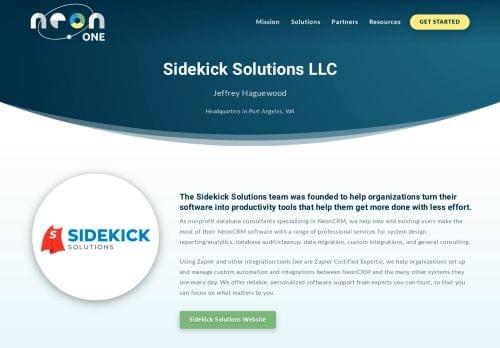 neon ONE
Mission Solutions Partners Resources GET STARTED
Sidekick Solutions LLC
Jeffrey Haguewood
Headquarters in Port Angeles, WA
SIDEKICK
SOLUTIONS
The Sidekick Solutions team was founded to help organizations turn their
software into productivity tools that help them get more done with less effort.
As nonprofit database consultants specializing in NeonCRM, we help new and existing users make the
most of their NeonCRM software with a range of professional services for system design,
reporting/analytics, database audit/cleanup, data migration, custom integrations, and general consulting.
Using Zapier and other integration tools (we are Zapier Certified Experts), we help organizations set up
and manage custom automation and integrations between NeonCRM and the many other systems they
use every day. We offer reliable, personalized software support from experts you can trust, so that you
can focus on what matters to you.
Sidekick Solutions Website